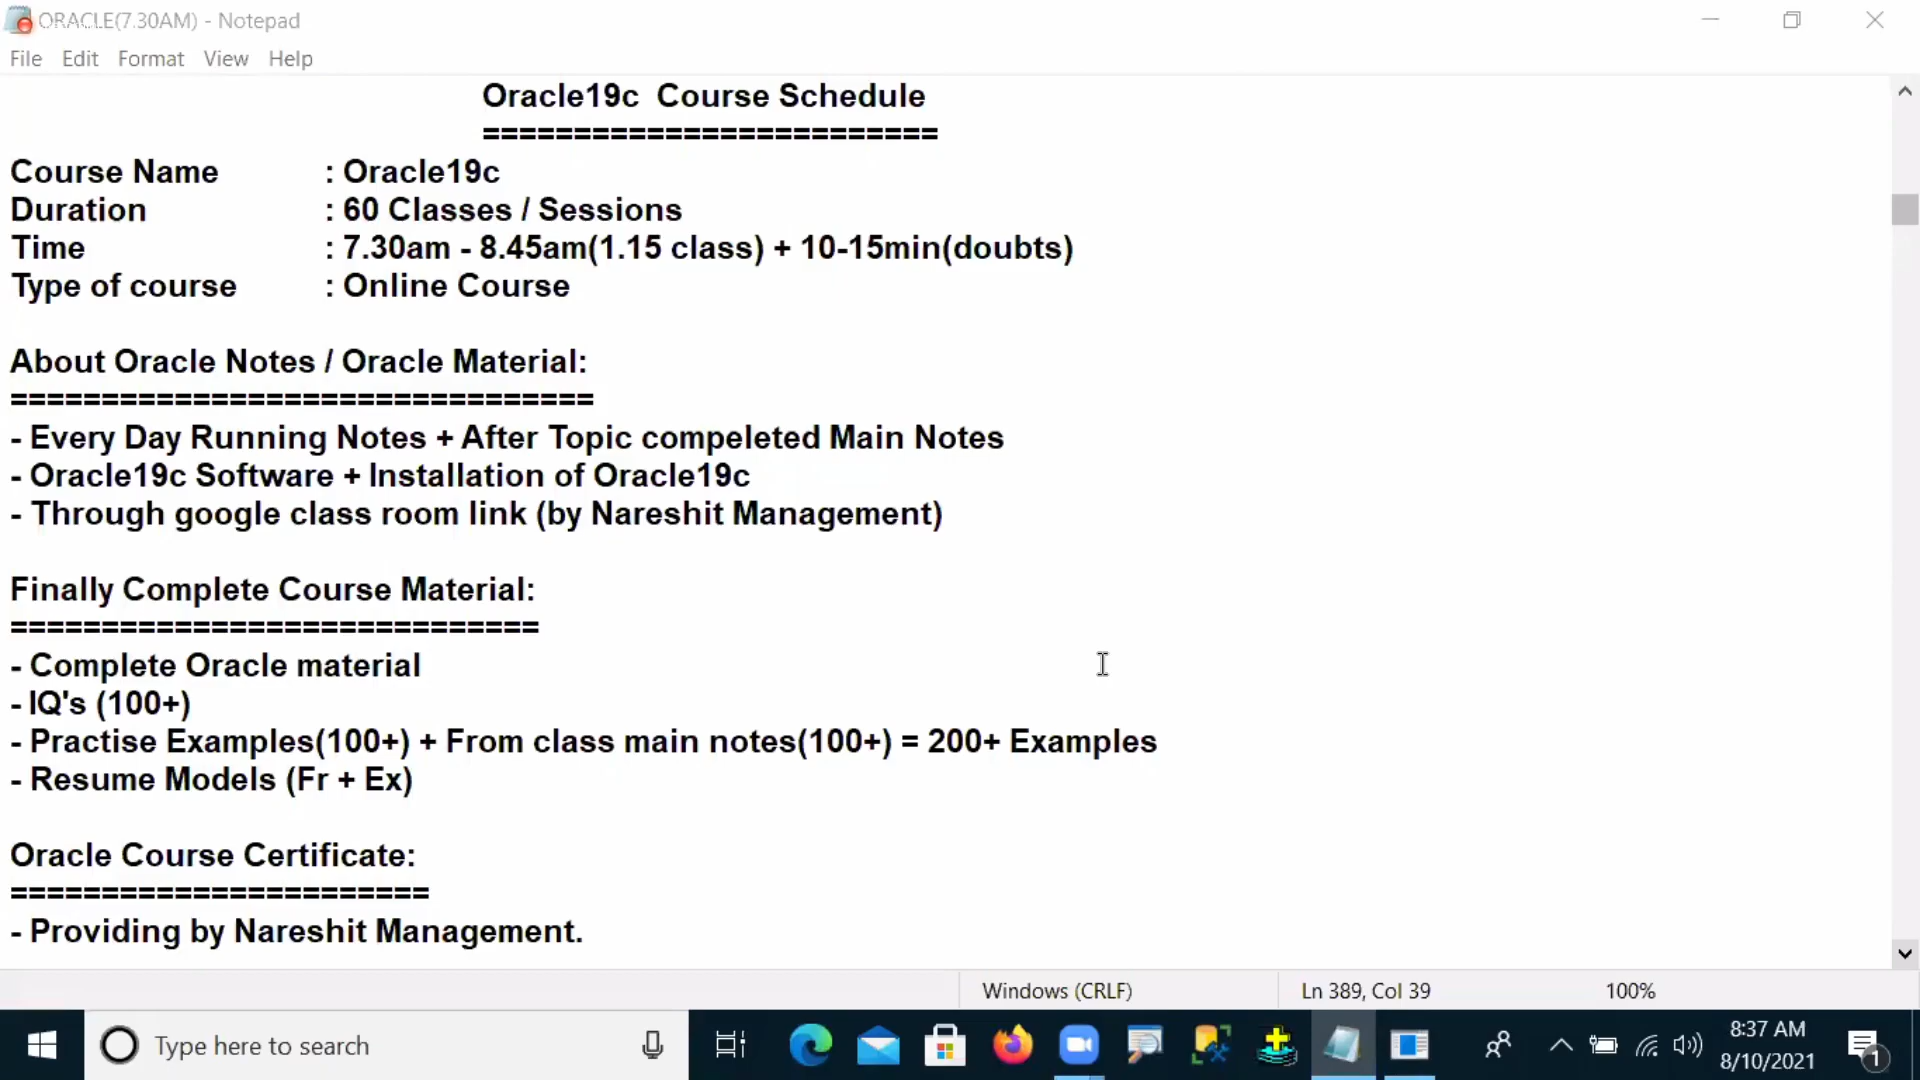 ORACLE(7.30AM) - Notepad
File Edit Format View Help
Oracle19c  Course Schedule
=========================
Course Name : Oracle19c
Duration : 60 Classes / Sessions
Time : 7.30am - 8.45am(1.15 class) + 10-15min(doubts)
Type of course : Online Course
About Oracle Notes / Oracle Material:
================================
- Every Day Running Notes + After Topic compeleted Main Notes
- Oracle19c Software + Installation of Oracle19c
- Through google class room link (by Nareshit Management)
Finally Complete Course Material:
=============================
- Complete Oracle material
- IQ's (100+)
- Practise Examples(100+) + From class main notes(100+) = 200+ Examples
- Resume Models (Fr + Ex)
Oracle Course Certificate:
=======================
- Providing by Nareshit Management.
Windows (CRLF) Ln 389, Col 39 100%
Type here to search
8:37 AM
8/10/2021
1